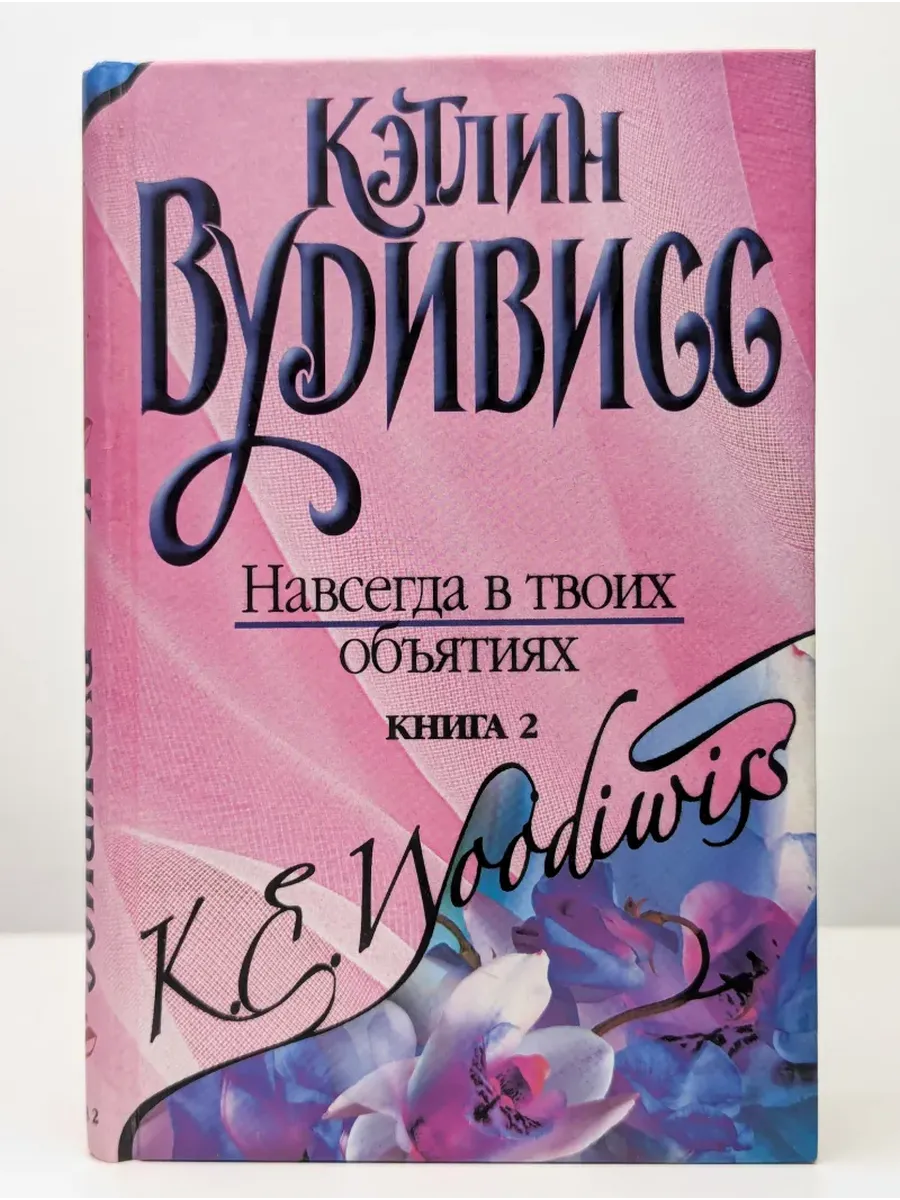 Кэтлин
Вудивисс
Навсегда в твоих
объятиях
книга 2
K.E. Woodiwiss